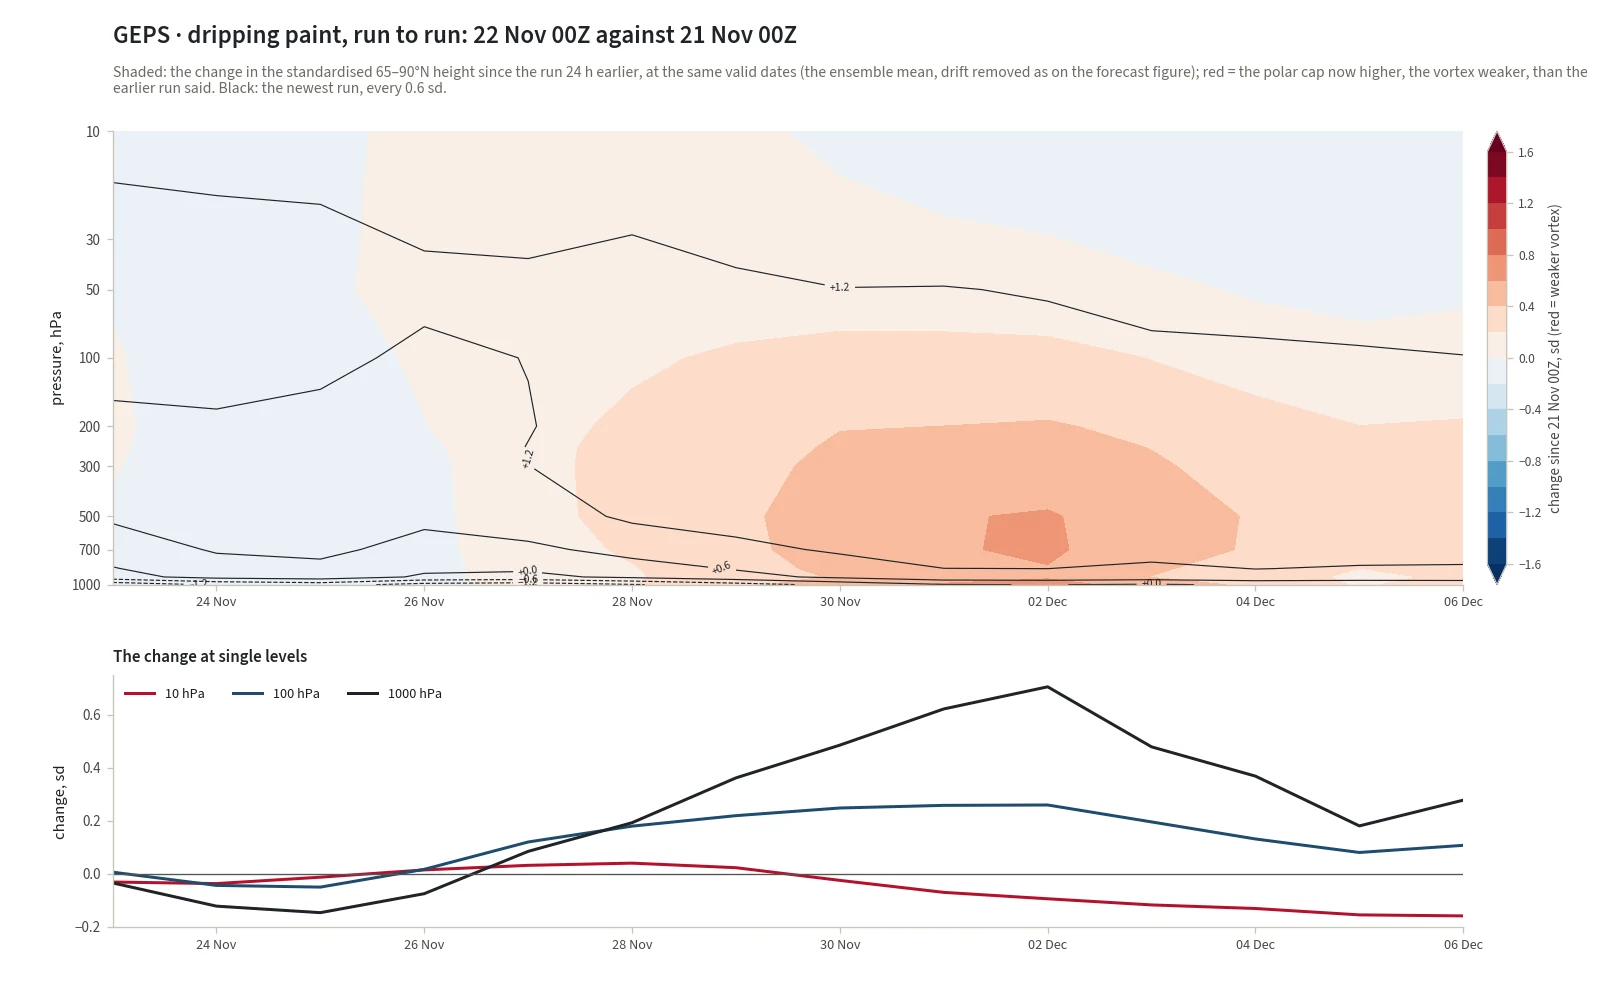 GEPS · dripping paint, run to run: 22 Nov 00Z against 21 Nov 00Z
Shaded: the change in the standardised 65–90°N height since the run 24 h earlier, at the same valid dates (the ensemble mean, drift removed as on the forecast figure); red = the polar cap now higher, the vortex weaker, than the
earlier run said. Black: the newest run, every 0.6 sd.
pressure, hPa
10
30
50
100
200
300
500
700
1000
+1.2
+1.2
+0.6
+0.0
−0.6
+0.0
24 Nov
26 Nov
28 Nov
30 Nov
02 Dec
04 Dec
06 Dec
1.6
1.2
0.8
0.4
0.0
−0.4
−0.8
−1.2
−1.6
change since 21 Nov 00Z, sd (red = weaker vortex)
The change at single levels
10 hPa
100 hPa
1000 hPa
change, sd
0.6
0.4
0.2
0.0
−0.2
24 Nov
26 Nov
28 Nov
30 Nov
02 Dec
04 Dec
06 Dec